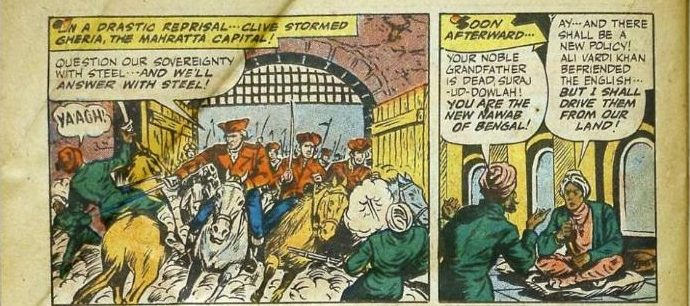 IN A DRASTIC REPRISAL... CLIVE STORMED
GHERIA, THE MAHRATTA CAPITAL!
QUESTION OUR SOVEREIGNTY
WITH STEEL... AND WE'LL
ANSWER WITH STEEL!
YAAGH!
SOON
AFTERWARD...
YOUR NOBLE
GRANDFATHER
IS DEAD SURAJ
-UD-DOWLAH!
YOU ARE THE
NEW NAWAB
OF BENGAL!
AY... AND THERE
SHALL BE A
NEW POLICY!
ALI VARDI KHAN
BEFRIENDED
THE ENGLISH...
BUT I SHALL
DRIVE THEM
FROM OUR
LAND!